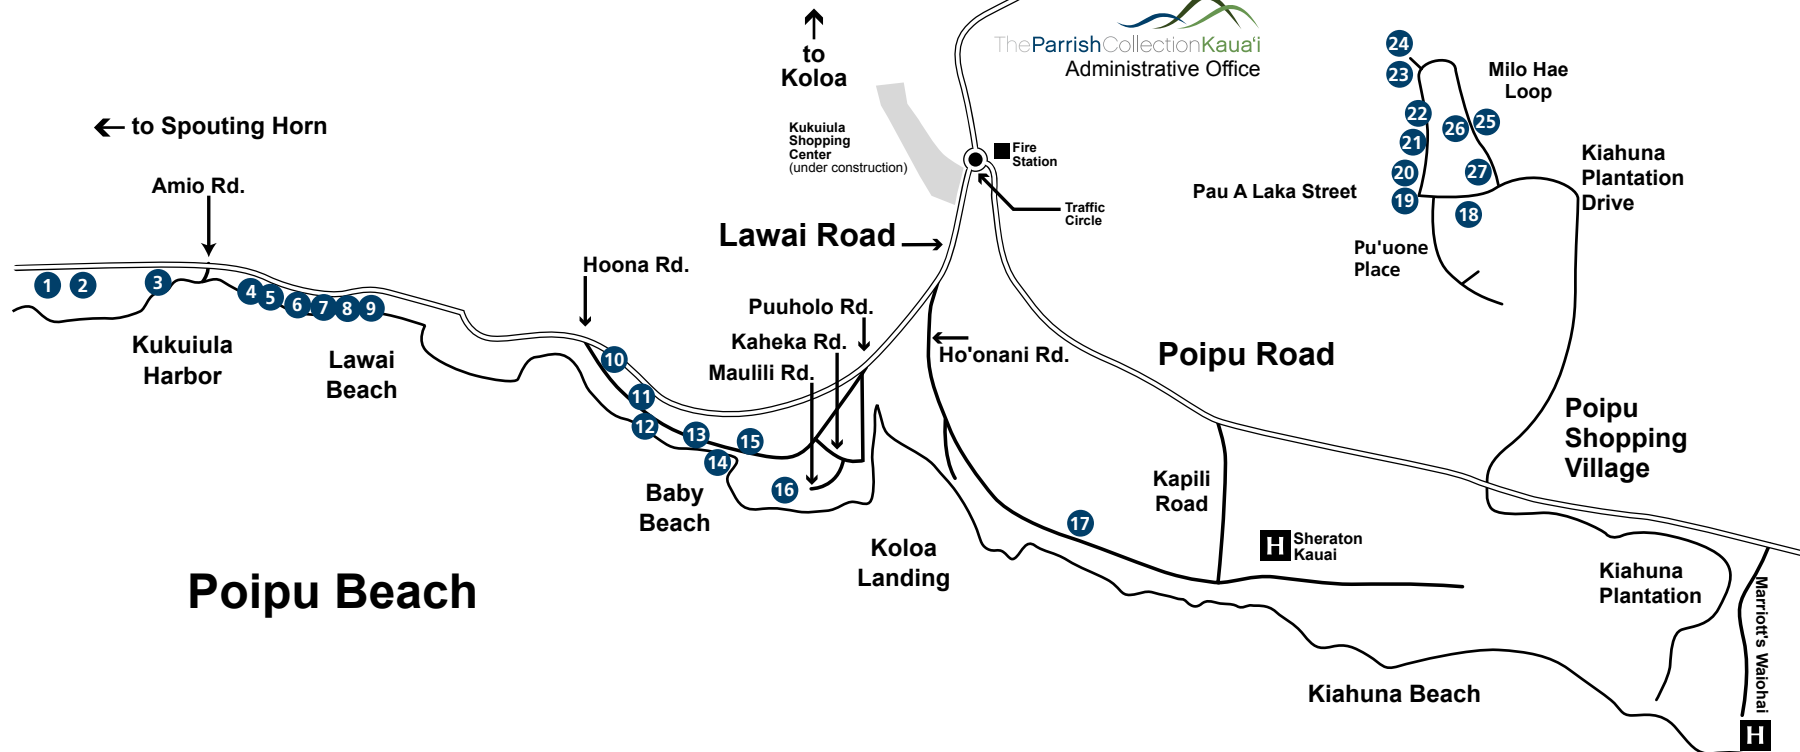 to
Koloa
TheParrishCollectionKaua‘i
Administrative Office
24
23
Milo Hae
Loop
22
21
26
25
20
27
19
18
Kiahuna
Plantation
Drive
Pau A Laka Street
Pu'uone
Place
to Spouting Horn
Kukuiula
Shopping
Center
(under construction)
Fire
Station
Traffic
Circle
Amio Rd.
Lawai Road
Hoona Rd.
Puuholo Rd.
Kaheka Rd.
Maulili Rd.
Ho'onani Rd.
Poipu Road
1
2
3
4
5
6
7
8
9
Kukuiula
Harbor
Lawai
Beach
10
11
12
13
14
15
16
Baby
Beach
Koloa
Landing
17
Kapili
Road
H
Sheraton
Kauai
Poipu
Shopping
Village
Kiahuna
Plantation
Marriott's Waiohai
H
Poipu Beach
Kiahuna Beach